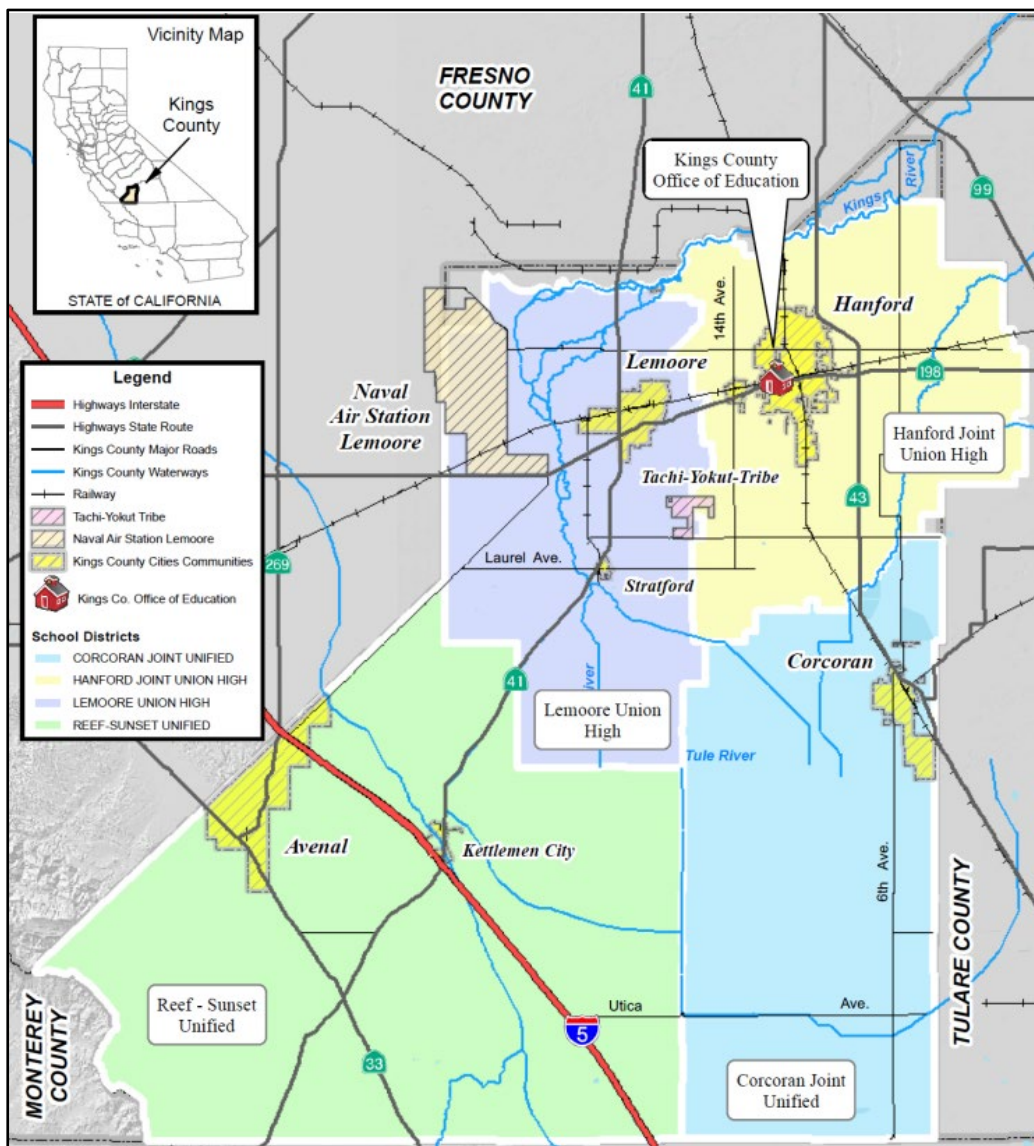 Vicinity Map
Kings
County
STATE of CALIFORNIA
FRESNO
COUNTY
41
Kings County
Office of Education
Kings
River
99
14th Ave.
Hanford
Lemoore
198
Naval
Air Station
Lemoore
Hanford Joint
Union High
Tachi-Yokut-Tribe
43
Laurel Ave.
Stratford
Legend
Highways Interstate
Highways State Route
Kings County Major Roads
Kings County Waterways
Railway
Tachi-Yokut Tribe
Naval Air Station Lemoore
Kings County Cities Communities
Kings Co. Office of Education
School Districts
CORCORAN JOINT UNIFIED
HANFORD JOINT UNION HIGH
LEMOORE UNION HIGH
REEF-SUNSET UNIFIED
269
Corcoran
41
Lemoore Union
High
Tule River
Avenal
Kettlemen City
6th Ave.
TULARE COUNTY
Reef - Sunset
Unified
Utica
Ave.
5
MONTEREY
COUNTY
33
Corcoran Joint
Unified